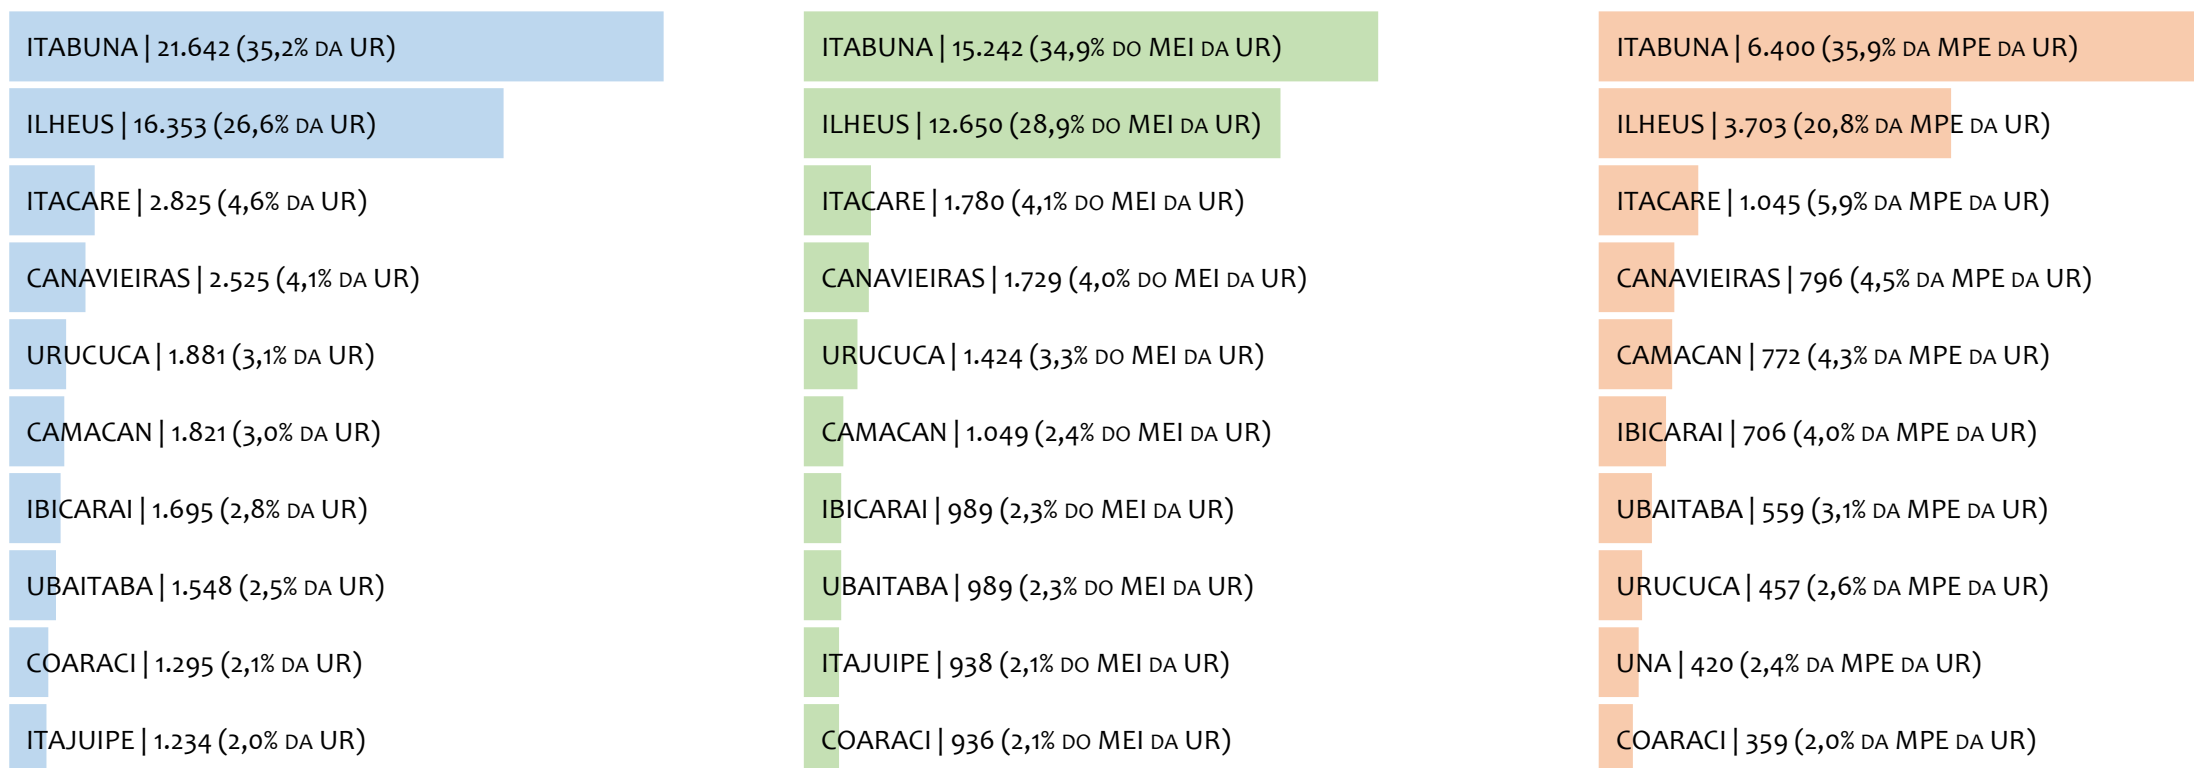 ITABUNA | 21.642 (35,2% DA UR)
ILHEUS | 16.353 (26,6% DA UR)
ITACARE | 2.825 (4,6% DA UR)
CANAVIEIRAS | 2.525 (4,1% DA UR)
URUCUCA | 1.881 (3,1% DA UR)
CAMACAN | 1.821 (3,0% DA UR)
IBICARAI | 1.695 (2,8% DA UR)
UBAITABA | 1.548 (2,5% DA UR)
COARACI | 1.295 (2,1% DA UR)
ITAJUIPE | 1.234 (2,0% DA UR)
ITABUNA | 15.242 (34,9% DO MEI DA UR)
ILHEUS | 12.650 (28,9% DO MEI DA UR)
ITACARE | 1.780 (4,1% DO MEI DA UR)
CANAVIEIRAS | 1.729 (4,0% DO MEI DA UR)
URUCUCA | 1.424 (3,3% DO MEI DA UR)
CAMACAN | 1.049 (2,4% DO MEI DA UR)
IBICARAI | 989 (2,3% DO MEI DA UR)
UBAITABA | 989 (2,3% DO MEI DA UR)
ITAJUIPE | 938 (2,1% DO MEI DA UR)
COARACI | 936 (2,1% DO MEI DA UR)
ITABUNA | 6.400 (35,9% DA MPE DA UR)
ILHEUS | 3.703 (20,8% DA MPE DA UR)
ITACARE | 1.045 (5,9% DA MPE DA UR)
CANAVIEIRAS | 796 (4,5% DA MPE DA UR)
CAMACAN | 772 (4,3% DA MPE DA UR)
IBICARAI | 706 (4,0% DA MPE DA UR)
UBAITABA | 559 (3,1% DA MPE DA UR)
URUCUCA | 457 (2,6% DA MPE DA UR)
UNA | 420 (2,4% DA MPE DA UR)
COARACI | 359 (2,0% DA MPE DA UR)